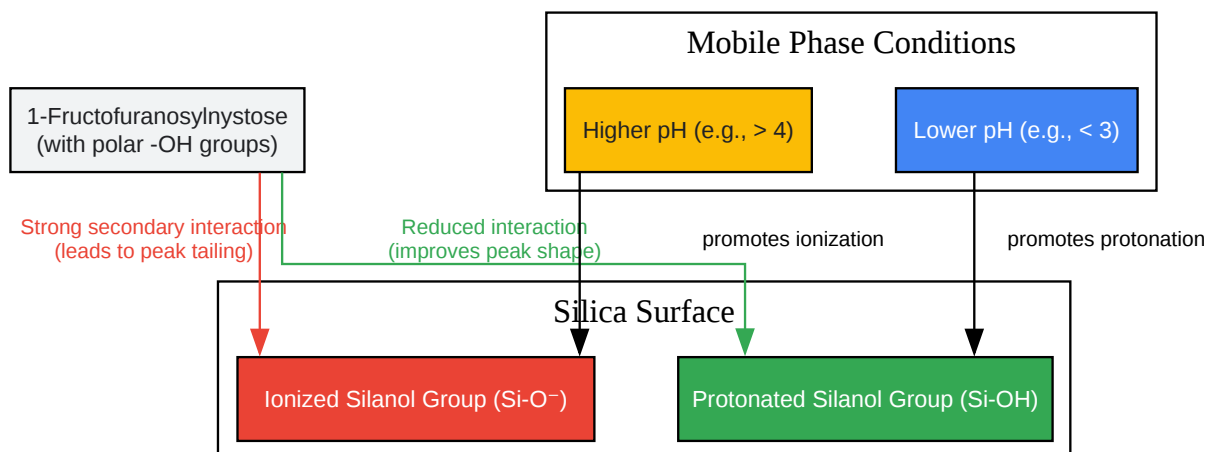 Mobile Phase Conditions
1-Fructofuranosylnystose
(with polar -OH groups)
Higher pH (e.g., > 4)
Lower pH (e.g., < 3)
Strong secondary interaction
(leads to peak tailing)
Reduced interaction
(improves peak shape)
promotes ionization
promotes protonation
Silica Surface
Ionized Silanol Group (Si-O⁻)
Protonated Silanol Group (Si-OH)